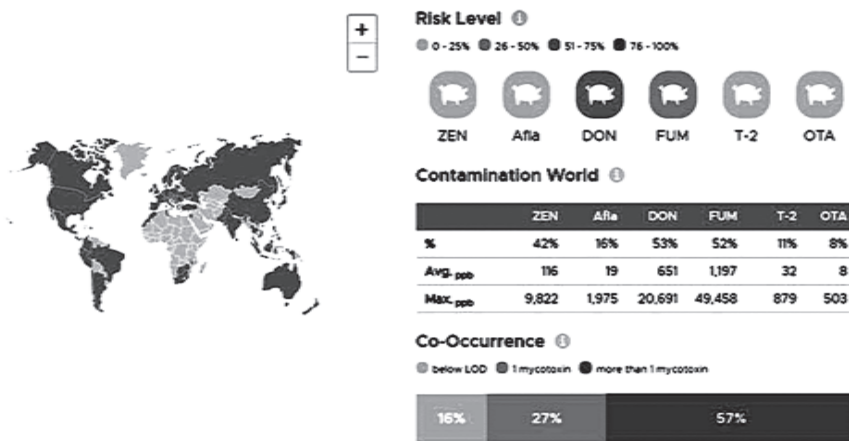 +
−
Risk Level i
0 - 25% 26 - 50% 51 - 75% 76 - 100%
ZEN Afla DON FUM T-2 OTA
Contamination World i
ZEN Afla DON FUM T-2 OTA
% 42% 16% 53% 52% 11% 8%
Avg. ppb 116 19 651 1,197 32 8
Max. ppb 9,822 1,975 20,691 49,458 879 503
Co-Occurrence i
below LOD 1 mycotoxin more than 1 mycotoxin
16% 27% 57%